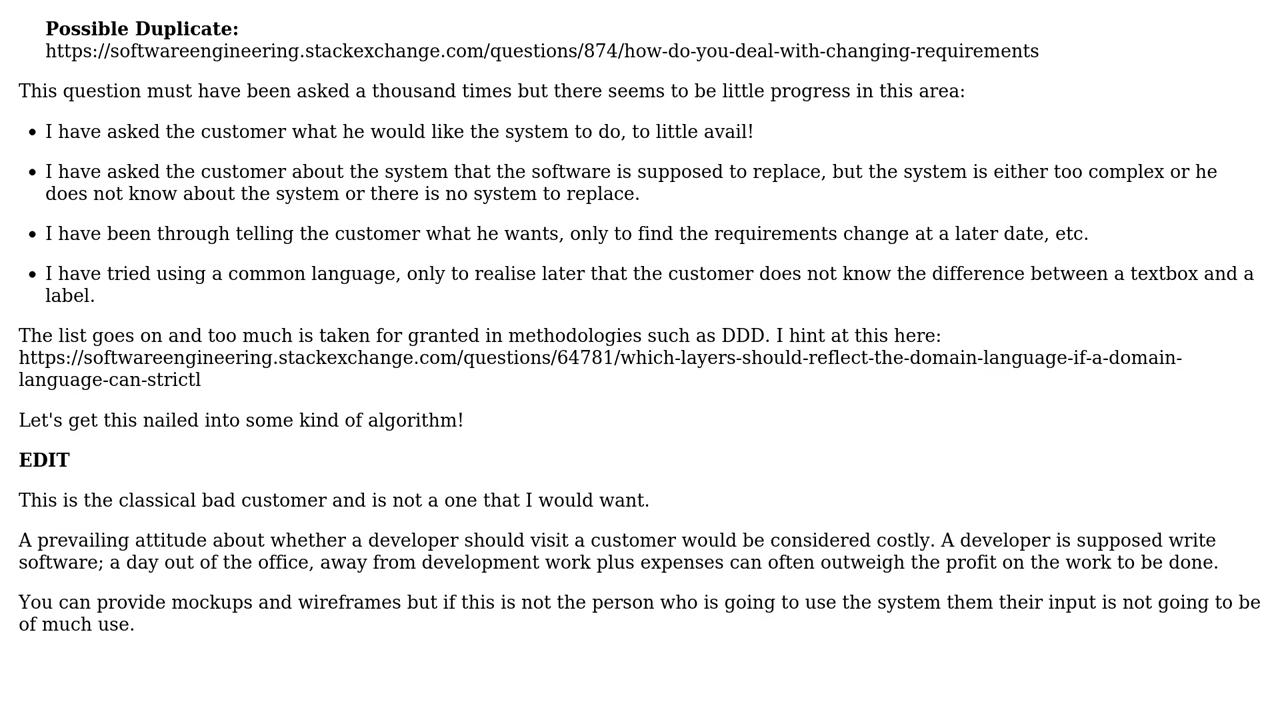 Possible Duplicate:
https://softwareengineering.stackexchange.com/questions/874/how-do-you-deal-with-changing-requirements
This question must have been asked a thousand times but there seems to be little progress in this area:
• I have asked the customer what he would like the system to do, to little avail!
• I have asked the customer about the system that the software is supposed to replace, but the system is either too complex or he
does not know about the system or there is no system to replace.
• I have been through telling the customer what he wants, only to find the requirements change at a later date, etc.
• I have tried using a common language, only to realise later that the customer does not know the difference between a textbox and a
label.
The list goes on and too much is taken for granted in methodologies such as DDD. I hint at this here:
https://softwareengineering.stackexchange.com/questions/64781/which-layers-should-reflect-the-domain-language-if-a-domain-
language-can-strictl
Let's get this nailed into some kind of algorithm!
EDIT
This is the classical bad customer and is not a one that I would want.
A prevailing attitude about whether a developer should visit a customer would be considered costly. A developer is supposed write
software; a day out of the office, away from development work plus expenses can often outweigh the profit on the work to be done.
You can provide mockups and wireframes but if this is not the person who is going to use the system them their input is not going to be
of much use.